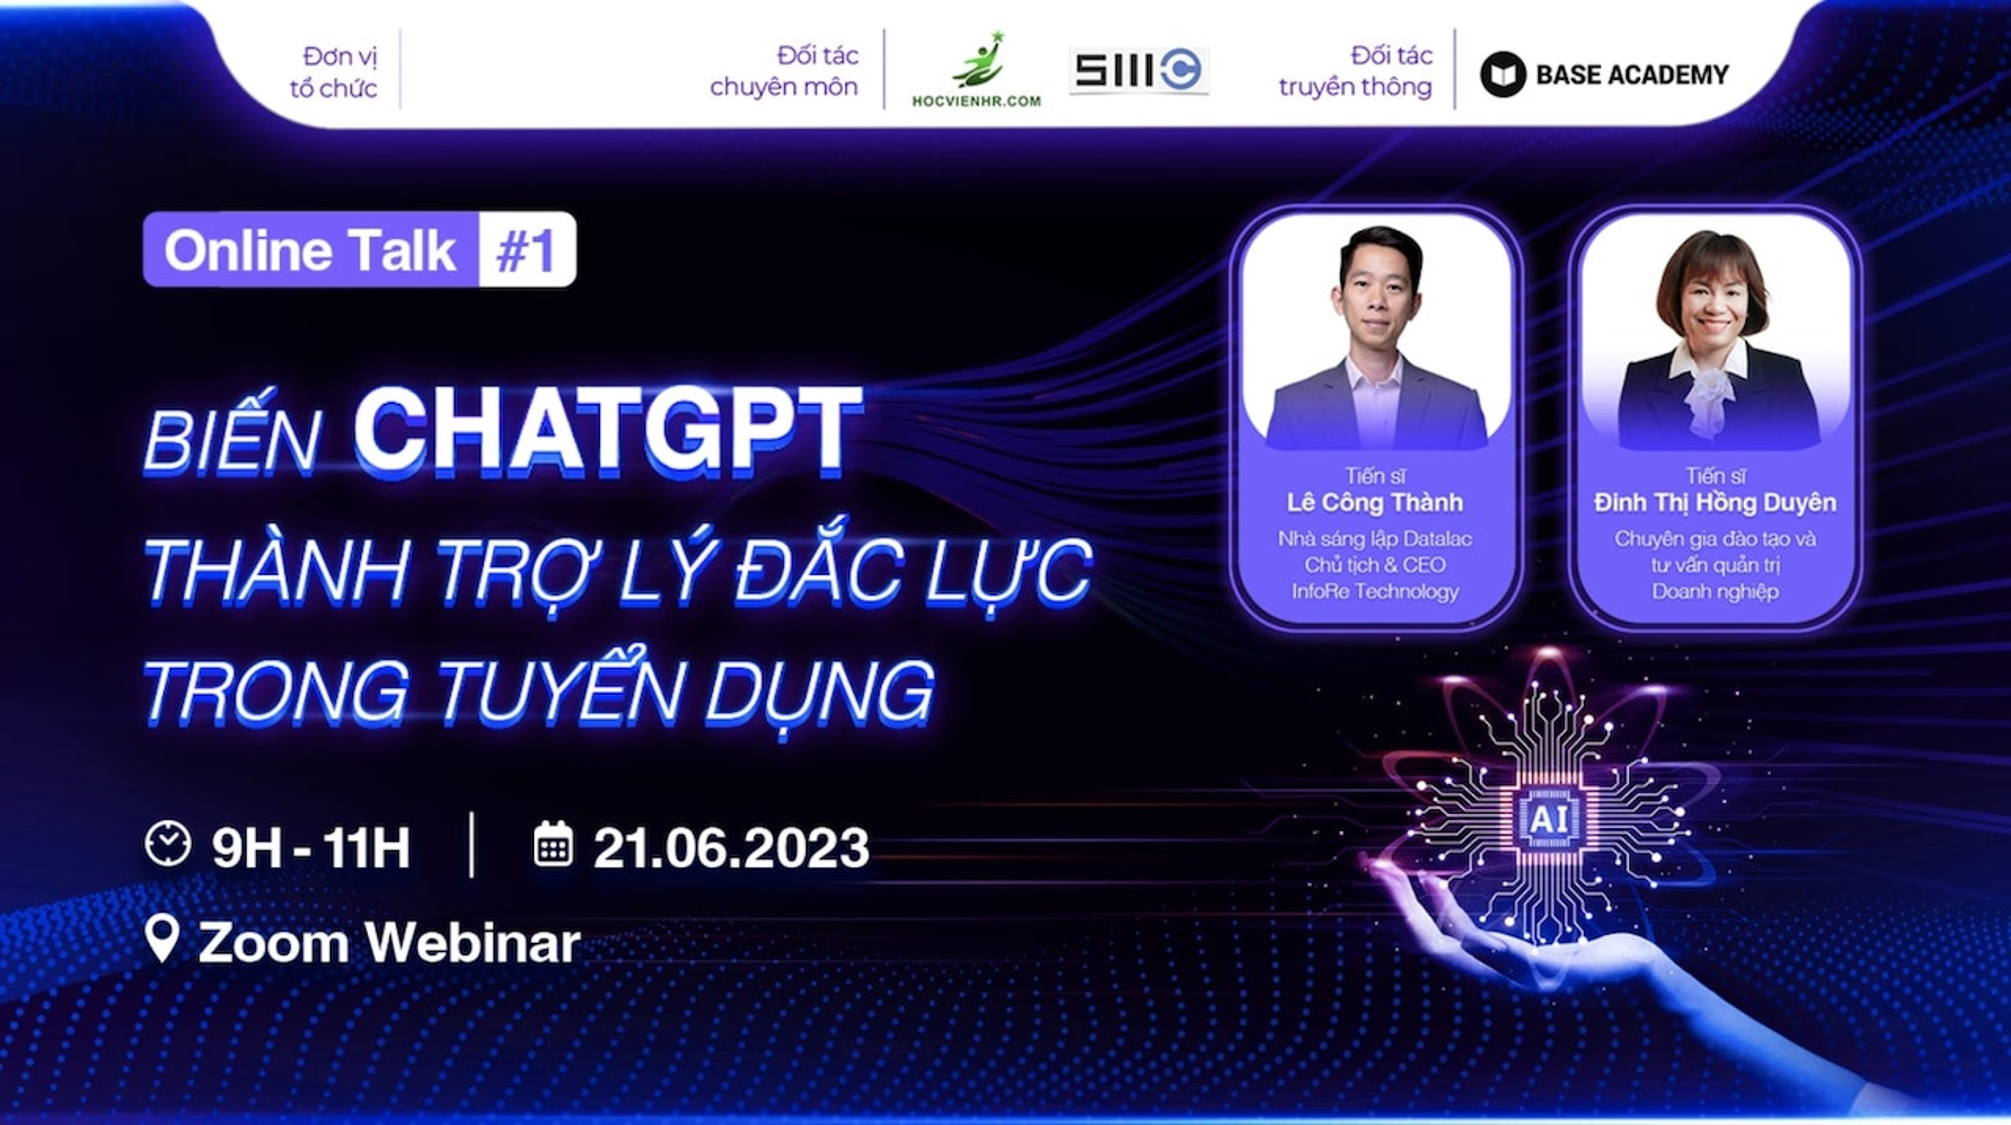 Đơn vị
tổ chức
Đối tác
chuyên môn
HOCVIENHR.COM
Đối tác
truyền thông
BASE ACADEMY
Online Talk #1
BIẾN CHATGPT
THÀNH TRỢ LÝ ĐẮC LỰC
TRONG TUYỂN DỤNG
9H - 11H
21.06.2023
Zoom Webinar
Tiến sĩ
Lê Công Thành
Nhà sáng lập Datalac
Chủ tịch & CEO
InfoRe Technology
Tiến sĩ
Đinh Thị Hồng Duyên
Chuyên gia đào tạo và
tư vấn quản trị
Doanh nghiệp
AI